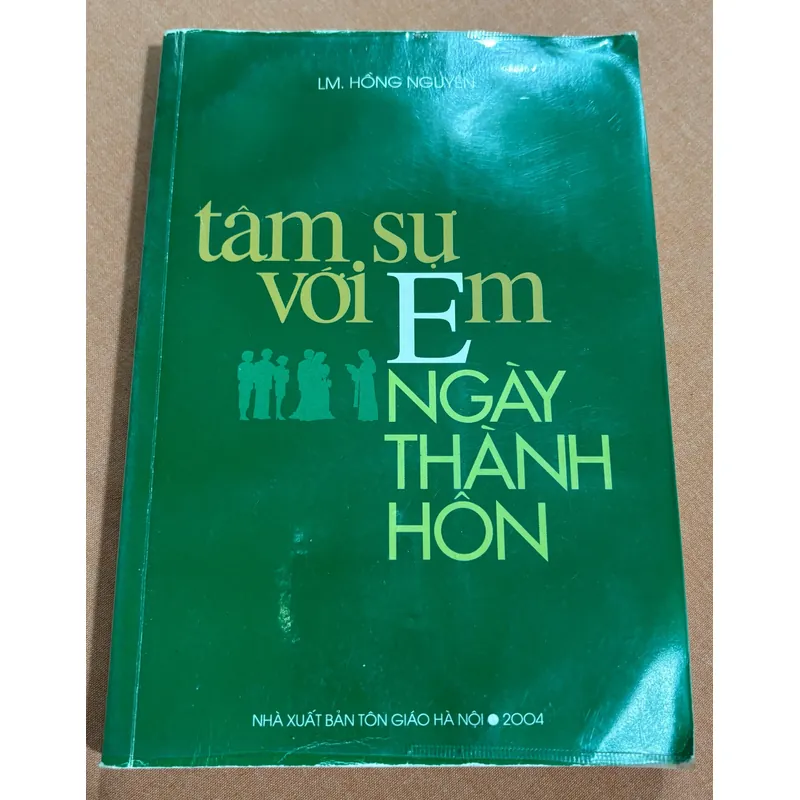 LM. HỒNG NGUYÊN
tâm sự
với Em
NGÀY
THÀNH
HÔN
NHÀ XUẤT BẢN TÔN GIÁO HÀ NỘI ● 2004